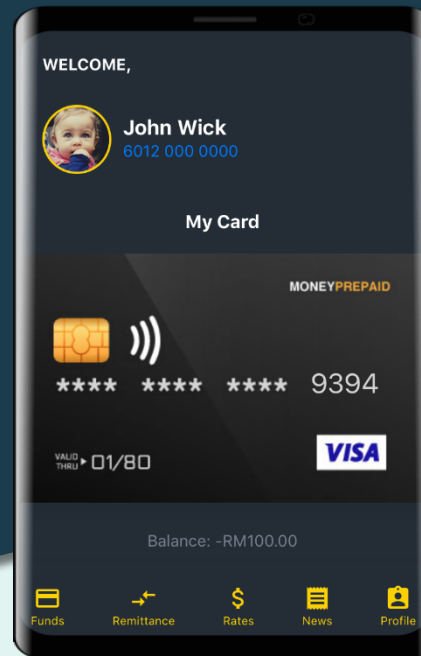 WELCOME,
John Wick
6012 000 0000
My Card
MONEYPREPAID
**** **** **** 9394
VALID THRU 01/80
VISA
Balance: -RM100.00
Funds Remittance Rates News Profile